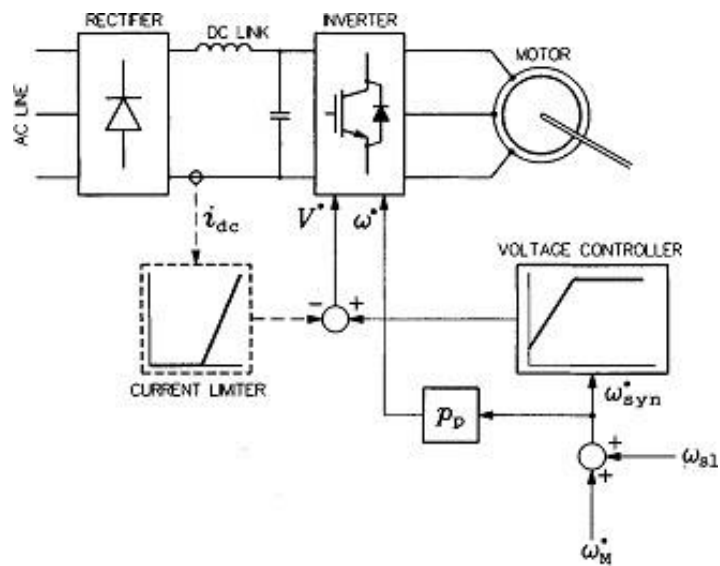 RECTIFIER
INVERTER
DC LINK
MOTOR
AC LINE
i_dc
V*
ω*
VOLTAGE CONTROLLER
CURRENT LIMITER
−
+
ω*_syn
p_p
+
+
ω_sl
ω*_M